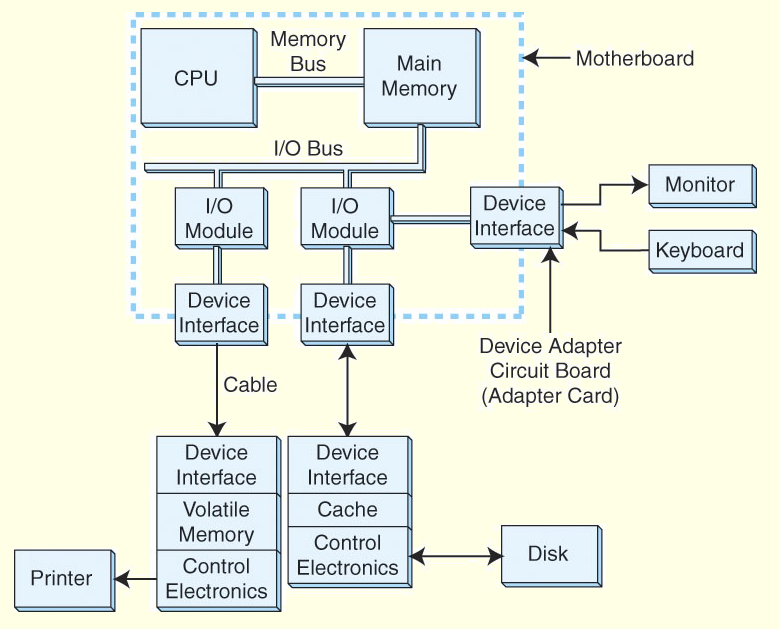 Memory
Bus
CPU
Main
Memory
Motherboard
I/O Bus
I/O
Module
I/O
Module
Device
Interface
Monitor
Keyboard
Device
Interface
Device
Interface
Device Adapter
Circuit Board
(Adapter Card)
Cable
Device
Interface
Volatile
Memory
Control
Electronics
Device
Interface
Cache
Control
Electronics
Disk
Printer